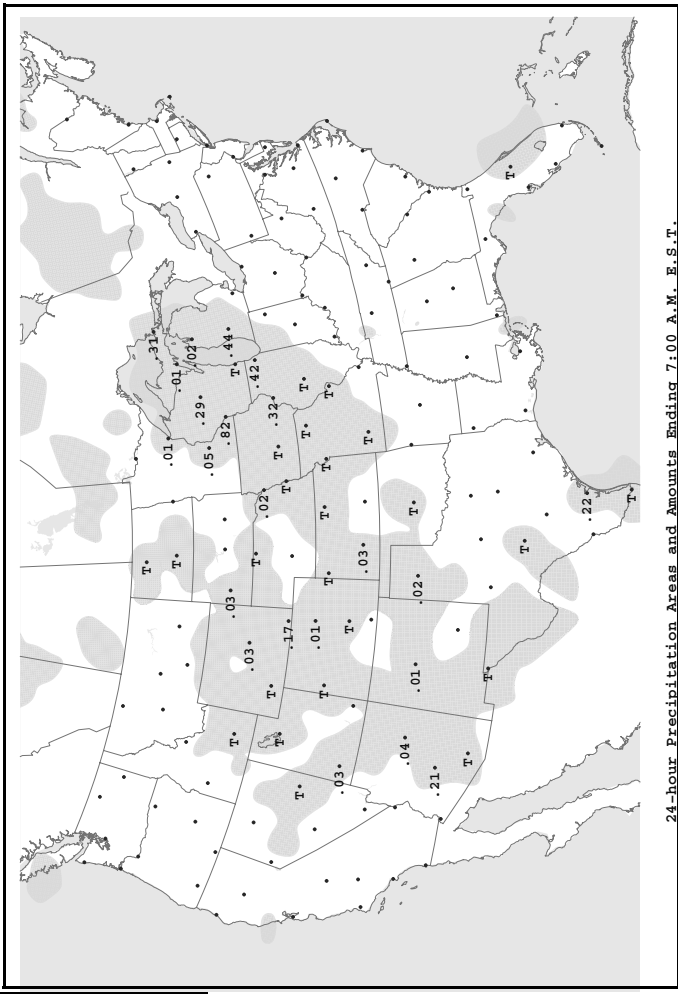 T
.31
.01
T
.01
.02
.29
.05
.82
.44
.03
T
T
.03
.42
T
.02
T
.32
T
T
T
.17
T
T
T
.01
T
T
T
T
T
.03
T
.03
T
.04
T
.01
.02
.21
T
T
T
T
.22
T
24-hour Precipitation Areas and Amounts Ending 7:00 A.M. E.S.T.